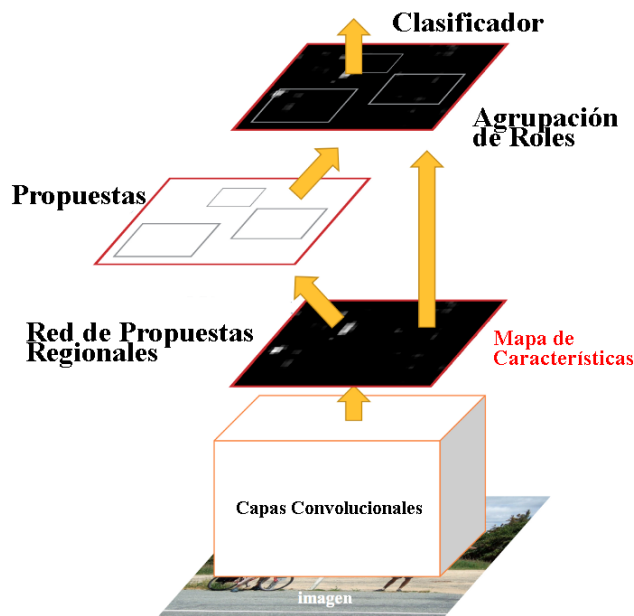 Clasificador
Agrupación
de Roles
Propuestas
Red de Propuestas
Regionales
Mapa de
Características
Capas Convolucionales
imagen